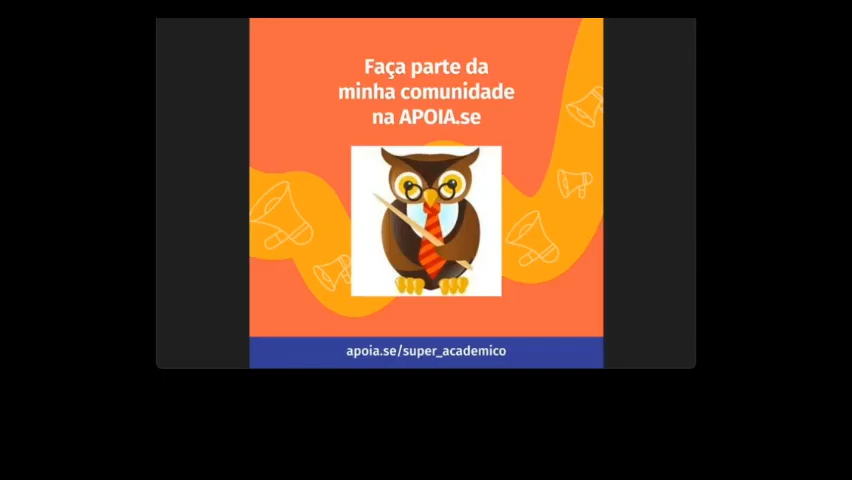 Faça parte da
minha comunidade
na APOIA.se
apoia.se/super_academico